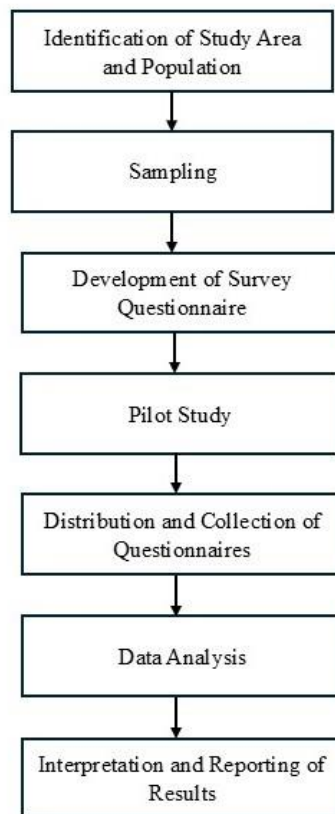 Identification of Study Area
and Population
Sampling
Development of Survey
Questionnaire
Pilot Study
Distribution and Collection of
Questionnaires
Data Analysis
Interpretation and Reporting of
Results